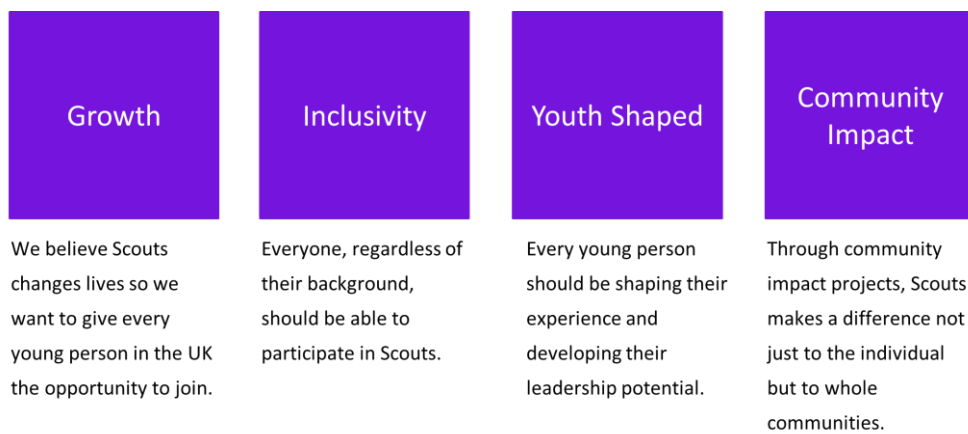 Growth
We believe Scouts
changes lives so we
want to give every
young person in the UK
the opportunity to join.
Inclusivity
Everyone, regardless of
their background,
should be able to
participate in Scouts.
Youth Shaped
Every young person
should be shaping their
experience and
developing their
leadership potential.
Community
Impact
Through community
impact projects, Scouts
makes a difference not
just to the individual
but to whole
communities.